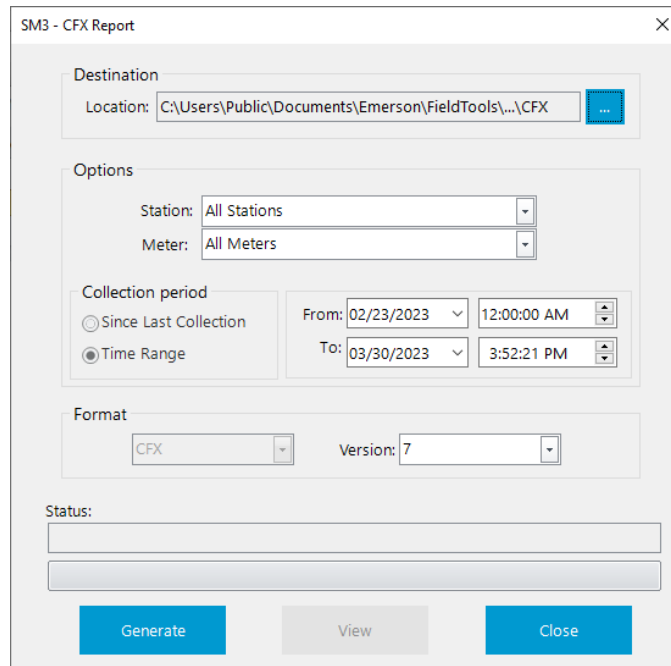 SM3 - CFX Report
Destination
Location: C:\Users\Public\Documents\Emerson\FieldTools\...\CFX ...
Options
Station: All Stations
Meter: All Meters
Collection period
Since Last Collection
Time Range
From: 02/23/2023 12:00:00 AM
To: 03/30/2023 3:52:21 PM
Format
CFX Version: 7
Status:
Generate View Close